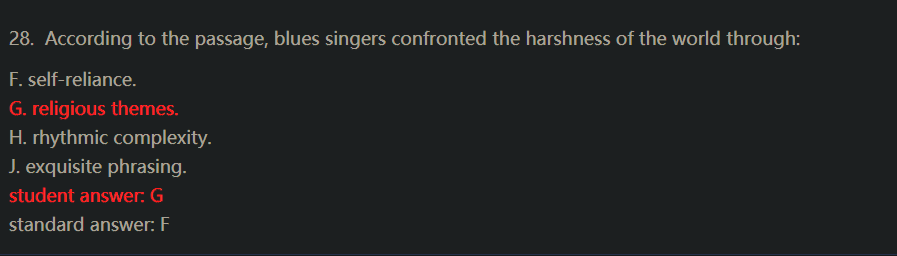 28. According to the passage, blues singers confronted the harshness of the world through:
F. self-reliance.
G. religious themes.
H. rhythmic complexity.
J. exquisite phrasing.
student answer: G
standard answer: F